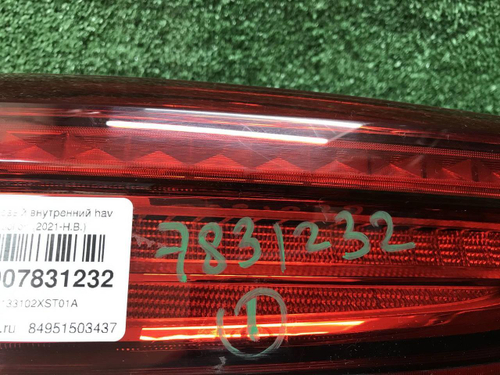 внутренний hav
2021-Н.В.)
007831232
133102XST01A
.ru 84951503437
7831232
1